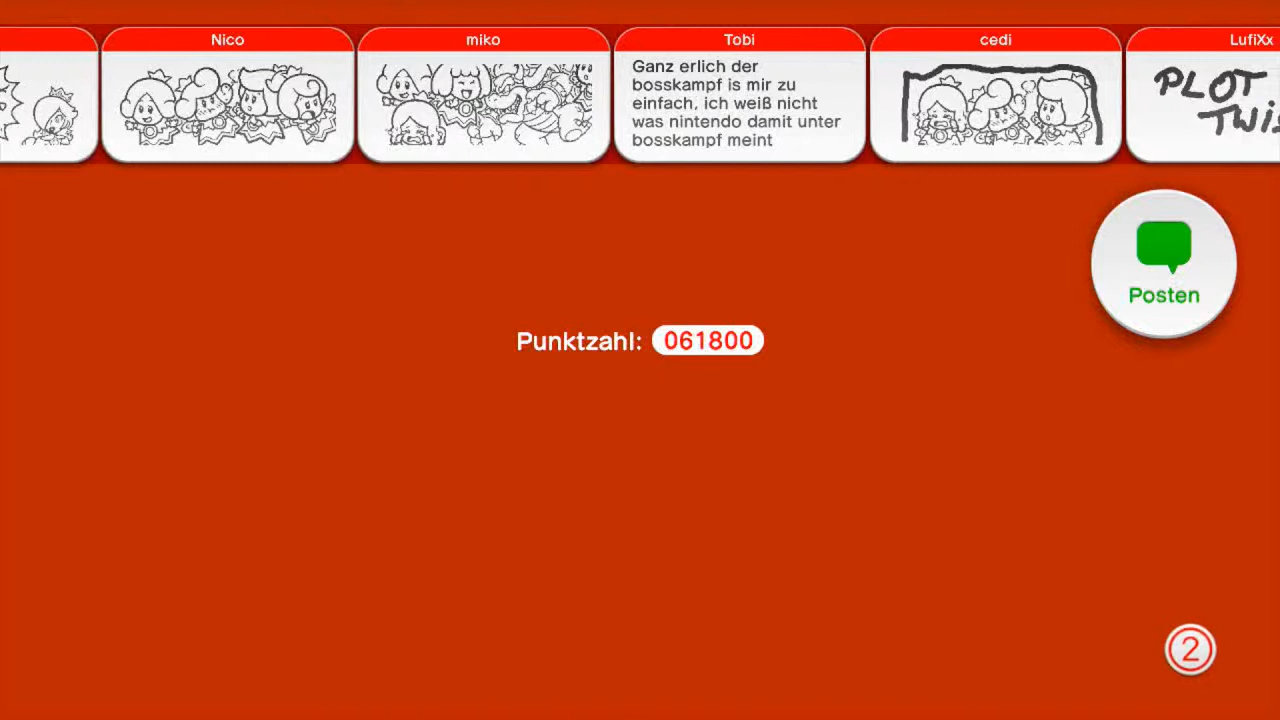 Nico
miko
Tobi
cedi
LufiXx
Ganz erlich der
bosskampf is mir zu
einfach, ich weiß nicht
was nintendo damit unter
bosskampf meint
PLOT
TWi
Posten
Punktzahl: 061800
2